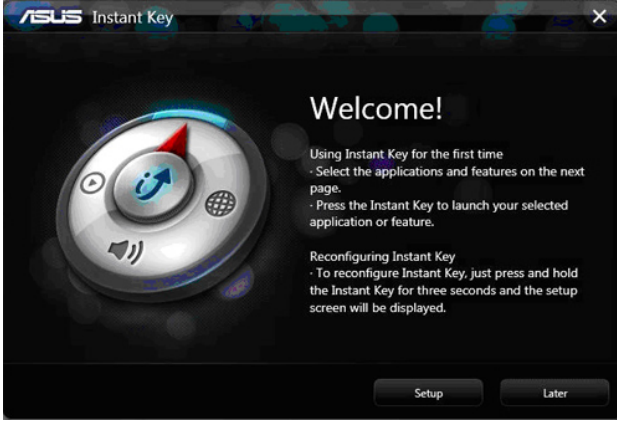 ASUS Instant Key
Welcome!
Using Instant Key for the first time
· Select the applications and features on the next
page.
· Press the Instant Key to launch your selected
application or feature.
Reconfiguring Instant Key
· To reconfigure Instant Key, just press and hold
the Instant Key for three seconds and the setup
screen will be displayed.
Setup Later